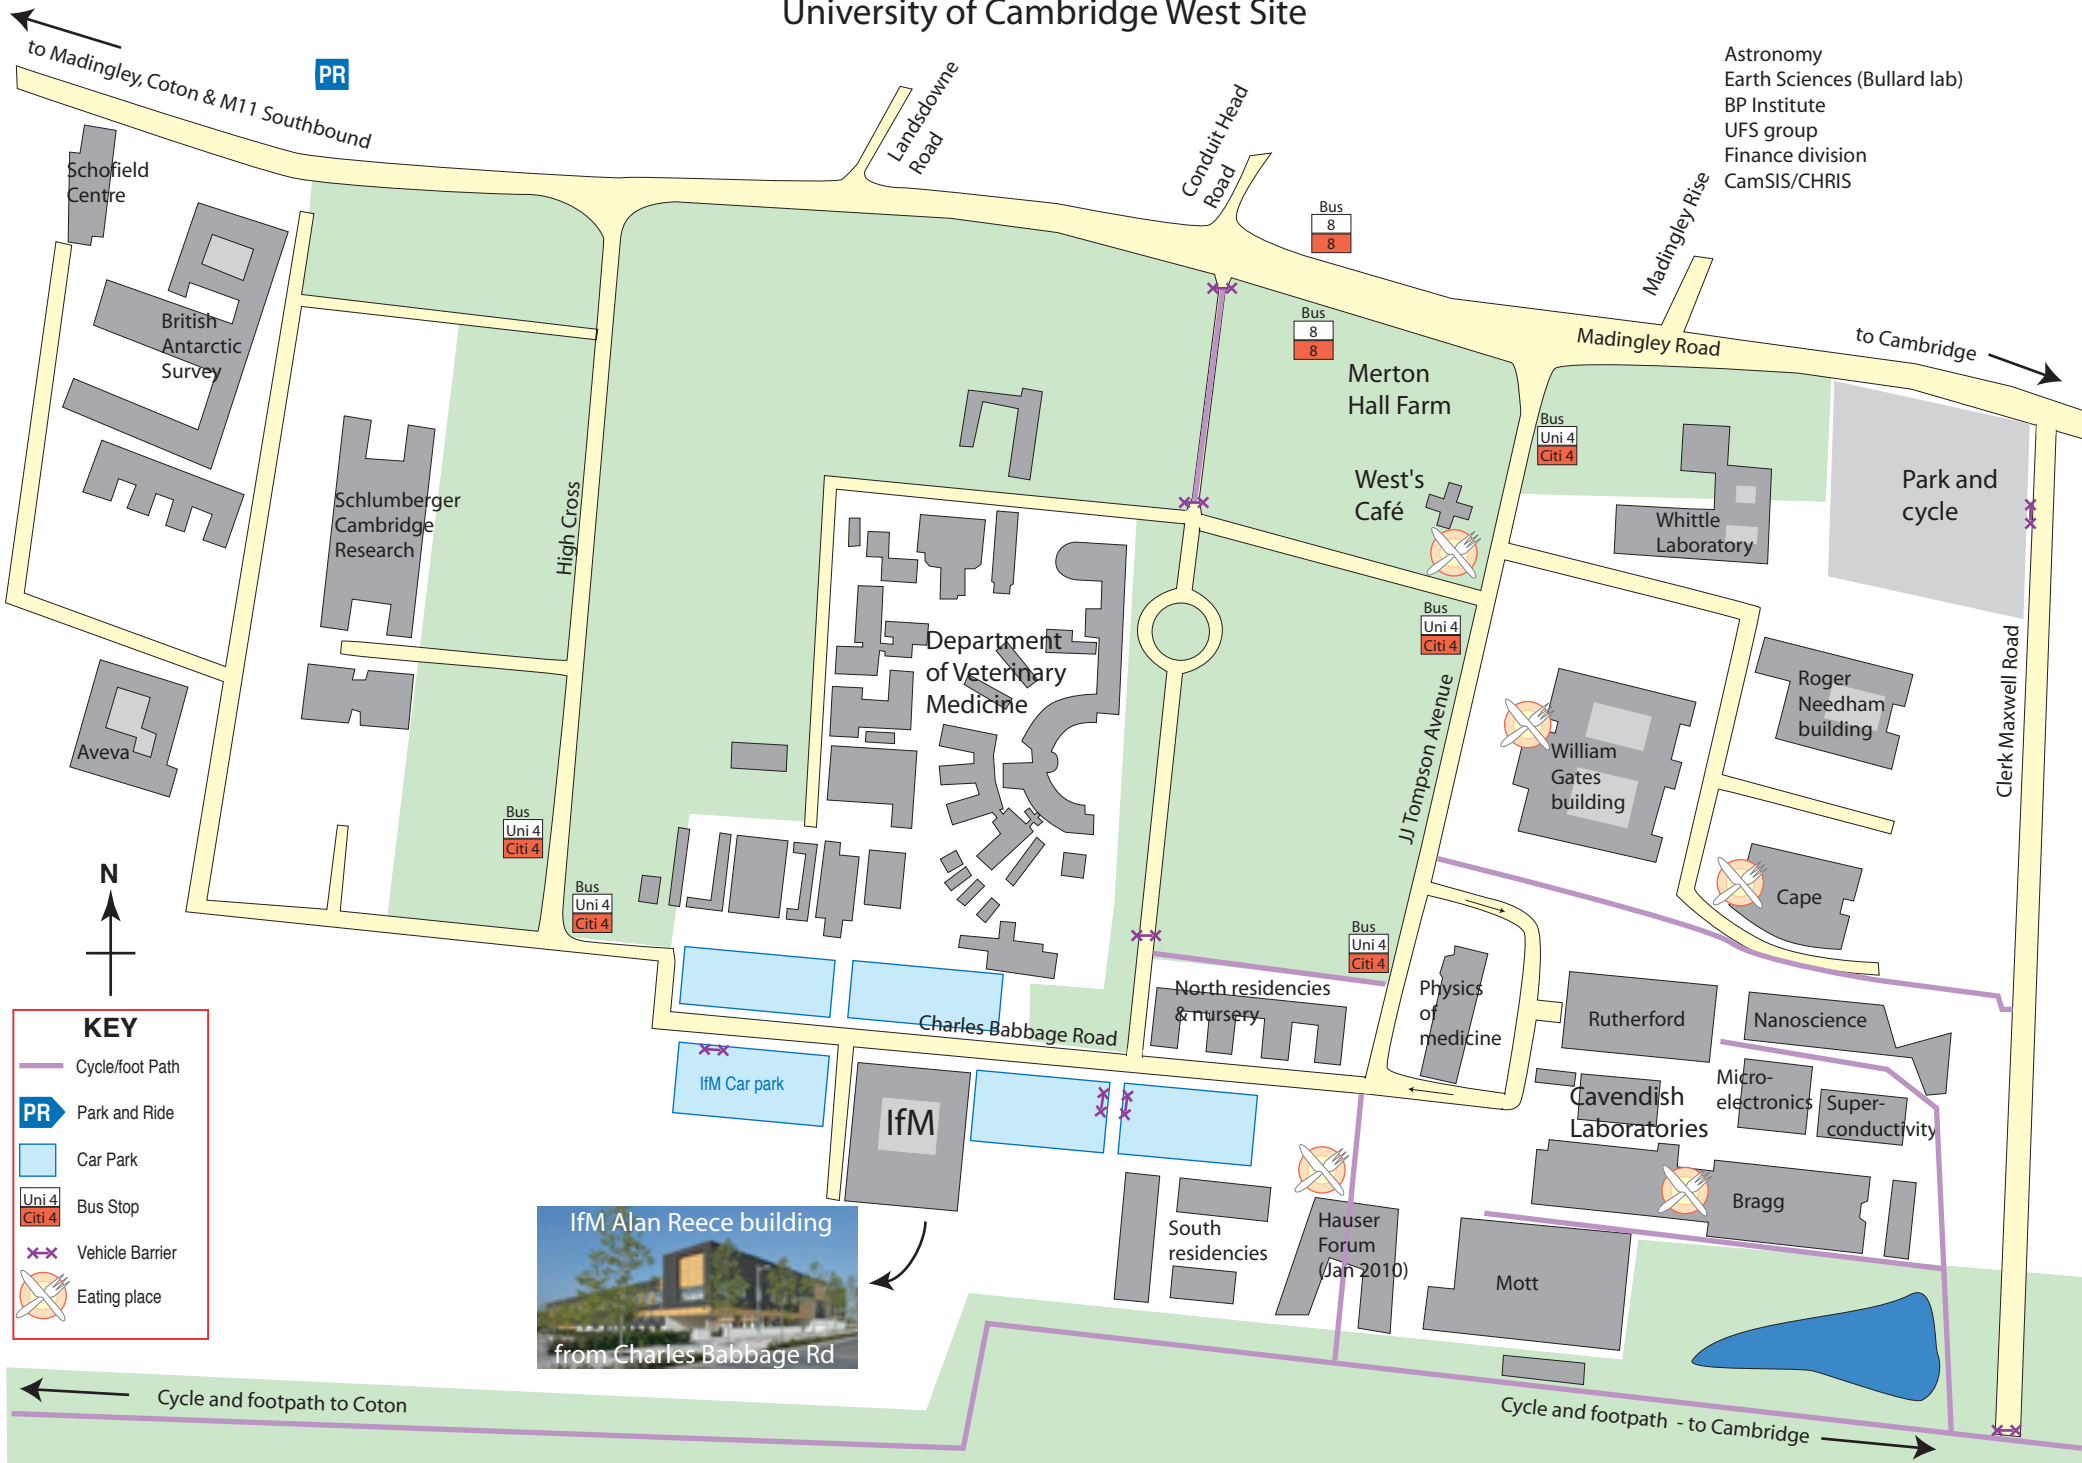 University of Cambridge West Site
to Madingley, Coton & M11 Southbound
PR
Landsdowne
Road
Conduit Head
Road
Astronomy
Earth Sciences (Bullard lab)
BP Institute
UFS group
Finance division
CamSIS/CHRIS
Madingley Rise
Schofield
Centre
Bus
8
8
Bus
8
8
Madingley Road
to Cambridge
British
Antarctic
Survey
Merton
Hall Farm
Bus
Uni 4
Citi 4
West's
Café
Park and
cycle
Whittle
Laboratory
Schlumberger
Cambridge
Research
High Cross
Department
of Veterinary
Medicine
Bus
Uni 4
Citi 4
JJ Tompson Avenue
Clerk Maxwell Road
Roger
Needham
building
William
Gates
building
Aveva
Bus
Uni 4
Citi 4
Bus
Uni 4
Citi 4
Bus
Uni 4
Citi 4
Cape
N
North residencies
& nursery
Physics
of
medicine
Rutherford
Nanoscience
Charles Babbage Road
IfM Car park
IfM
Cavendish
Laboratories
Micro-
electronics
Super-
conductivity
Bragg
South
residencies
Hauser
Forum
(Jan 2010)
Mott
IfM Alan Reece building
from Charles Babbage Rd
KEY
Cycle/foot Path
PR
Park and Ride
Car Park
Uni 4
Citi 4
Bus Stop
Vehicle Barrier
Eating place
Cycle and footpath to Coton
Cycle and footpath - to Cambridge